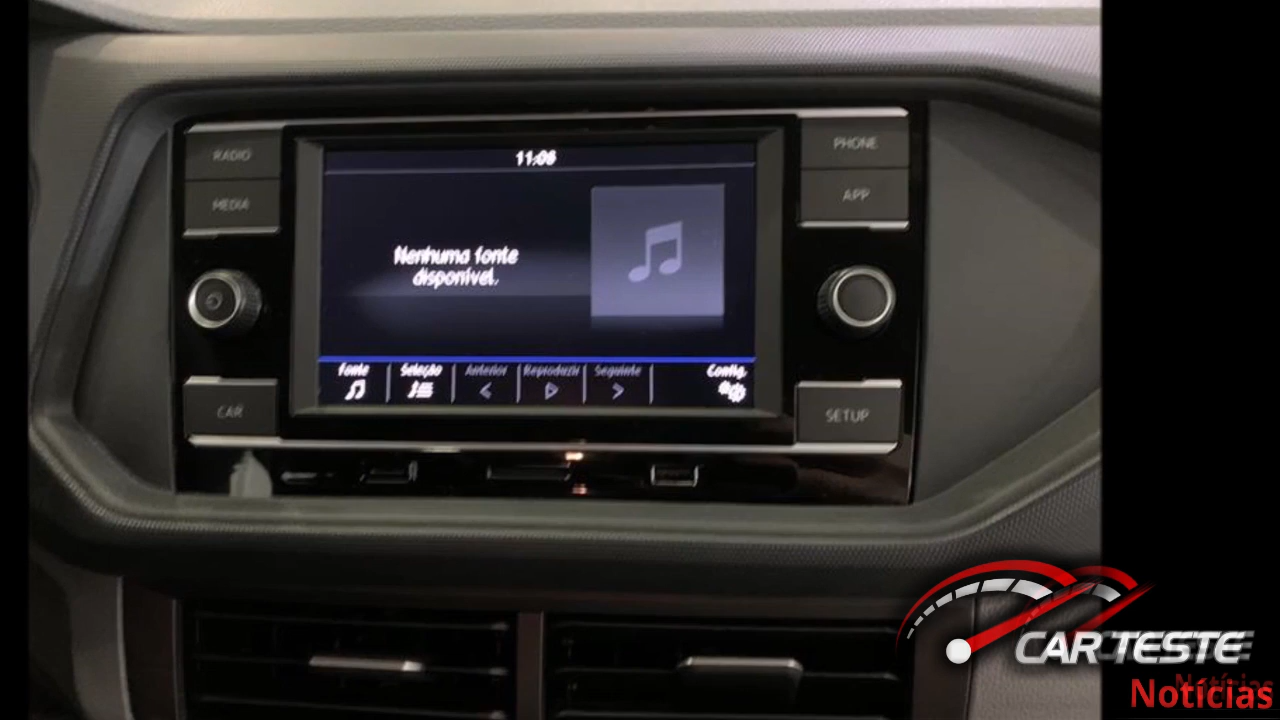 RADIO
MEDIA
CAR
11:06
Nenhuma fonte
disponível.
Fonte
Seleção
Anterior
Reproduzir
Seguinte
Config.
PHONE
APP
SETUP
CAR TESTE
Notícias